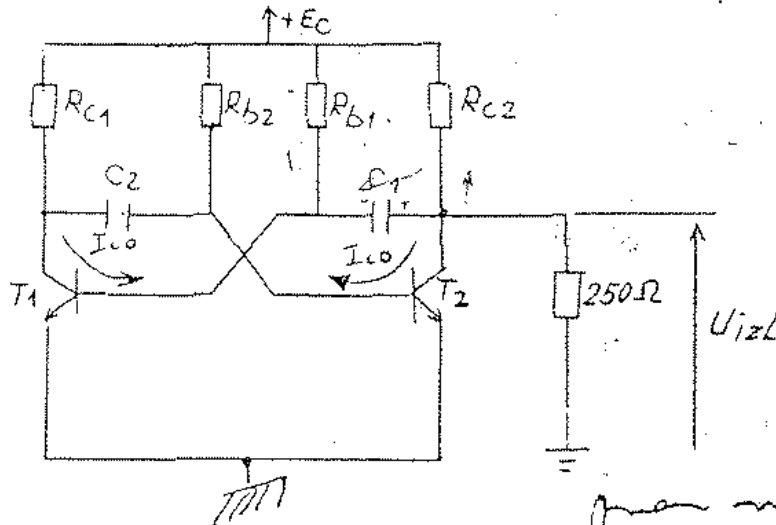 +Ec
Rc1
Rb2
Rb1
Rc2
C2
C1
- +
Ico
Ico
T1
T2
250Ω
Uizl